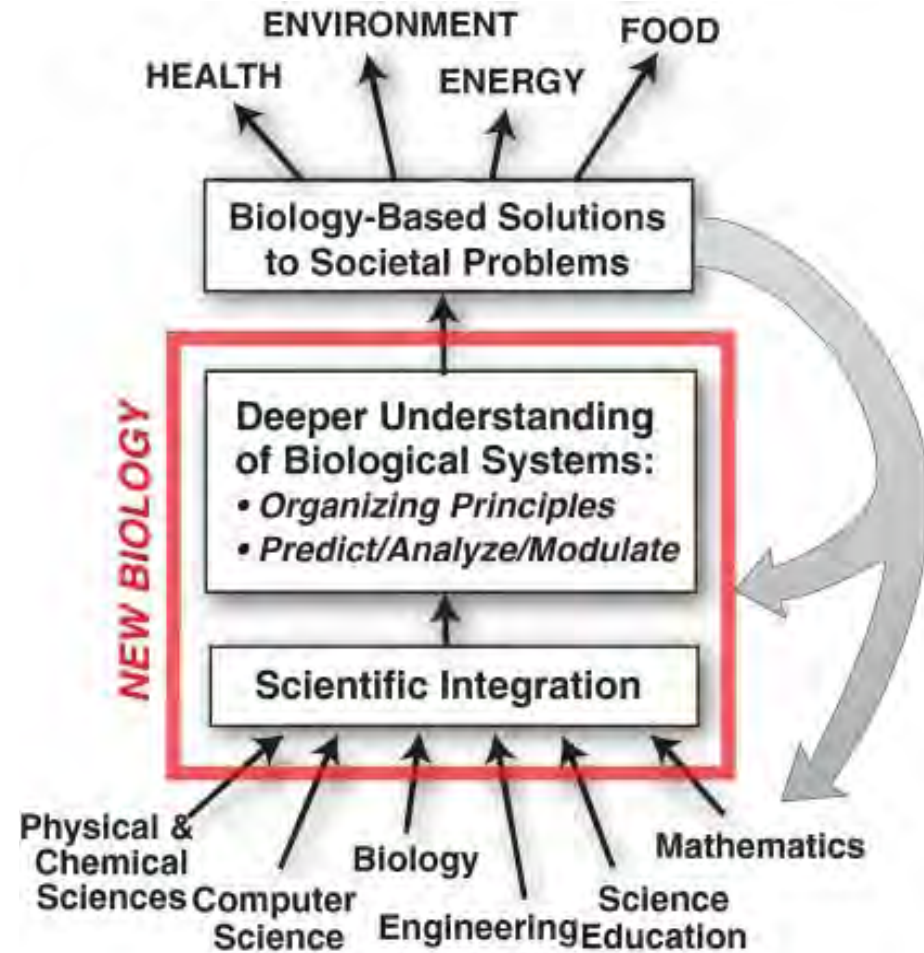 ENVIRONMENT
FOOD
HEALTH
ENERGY
Biology-Based Solutions
to Societal Problems
NEW BIOLOGY
Deeper Understanding
of Biological Systems:
• Organizing Principles
• Predict/Analyze/Modulate
Scientific Integration
Physical &
Chemical
Sciences
Computer
Science
Biology
Engineering
Science
Education
Mathematics